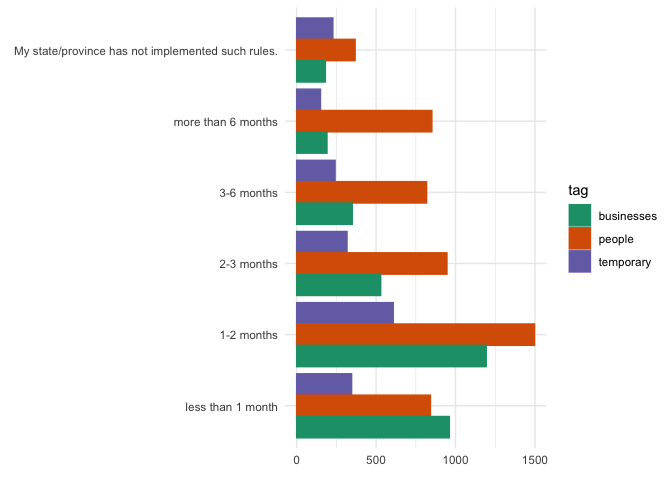 My state/province has not implemented such rules.
more than 6 months
3-6 months
2-3 months
1-2 months
less than 1 month
0 500 1000 1500
tag
businesses
people
temporary